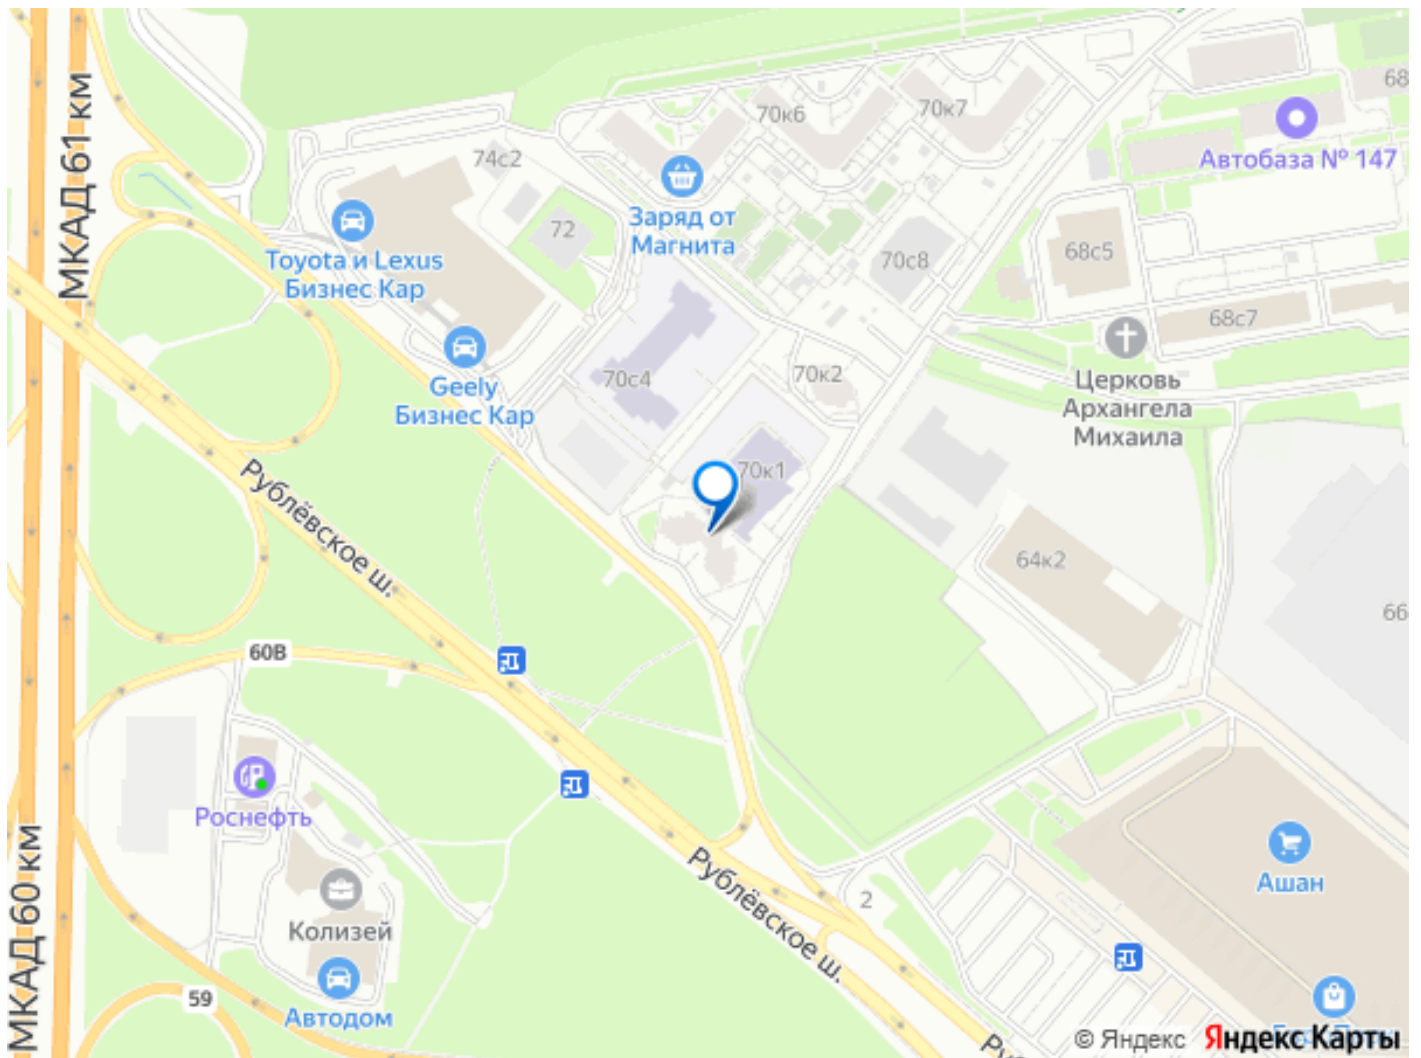 МКАД 61 км
70к6
70к7
68
Автобаза № 147
74с2
Заряд от
Магнита
72
Toyota и Lexus
Бизнес Кар
70с8
68с5
68с7
Geely
Бизнес Кар
70с4
70к2
Церковь
Архангела
Михаила
70к1
Рублёвское ш.
64к2
66
60В
Роснефть
МКАД 60 км
Рублёвское ш.
2
Ашан
Колизей
59
Автодом
© Яндекс
Яндекс Карты